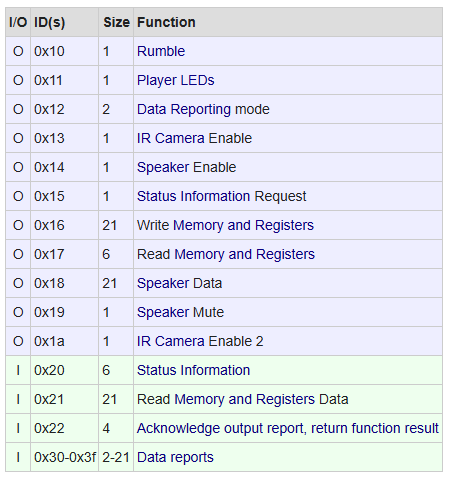 I/O ID(s) Size Function
O 0x10 1 Rumble
O 0x11 1 Player LEDs
O 0x12 2 Data Reporting mode
O 0x13 1 IR Camera Enable
O 0x14 1 Speaker Enable
O 0x15 1 Status Information Request
O 0x16 21 Write Memory and Registers
O 0x17 6 Read Memory and Registers
O 0x18 21 Speaker Data
O 0x19 1 Speaker Mute
O 0x1a 1 IR Camera Enable 2
I 0x20 6 Status Information
I 0x21 21 Read Memory and Registers Data
I 0x22 4 Acknowledge output report, return function result
I 0x30-0x3f 2-21 Data reports